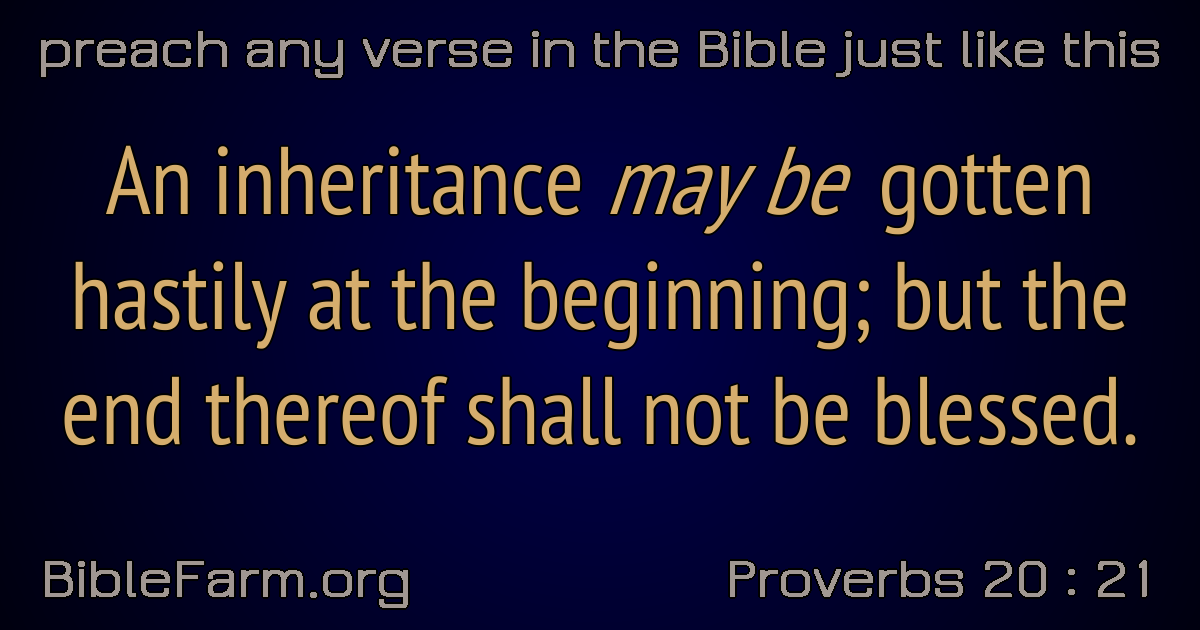 preach any verse in the Bible just like this
An inheritance may be gotten
hastily at the beginning; but the
end thereof shall not be blessed.
BibleFarm.org
Proverbs 20 : 21